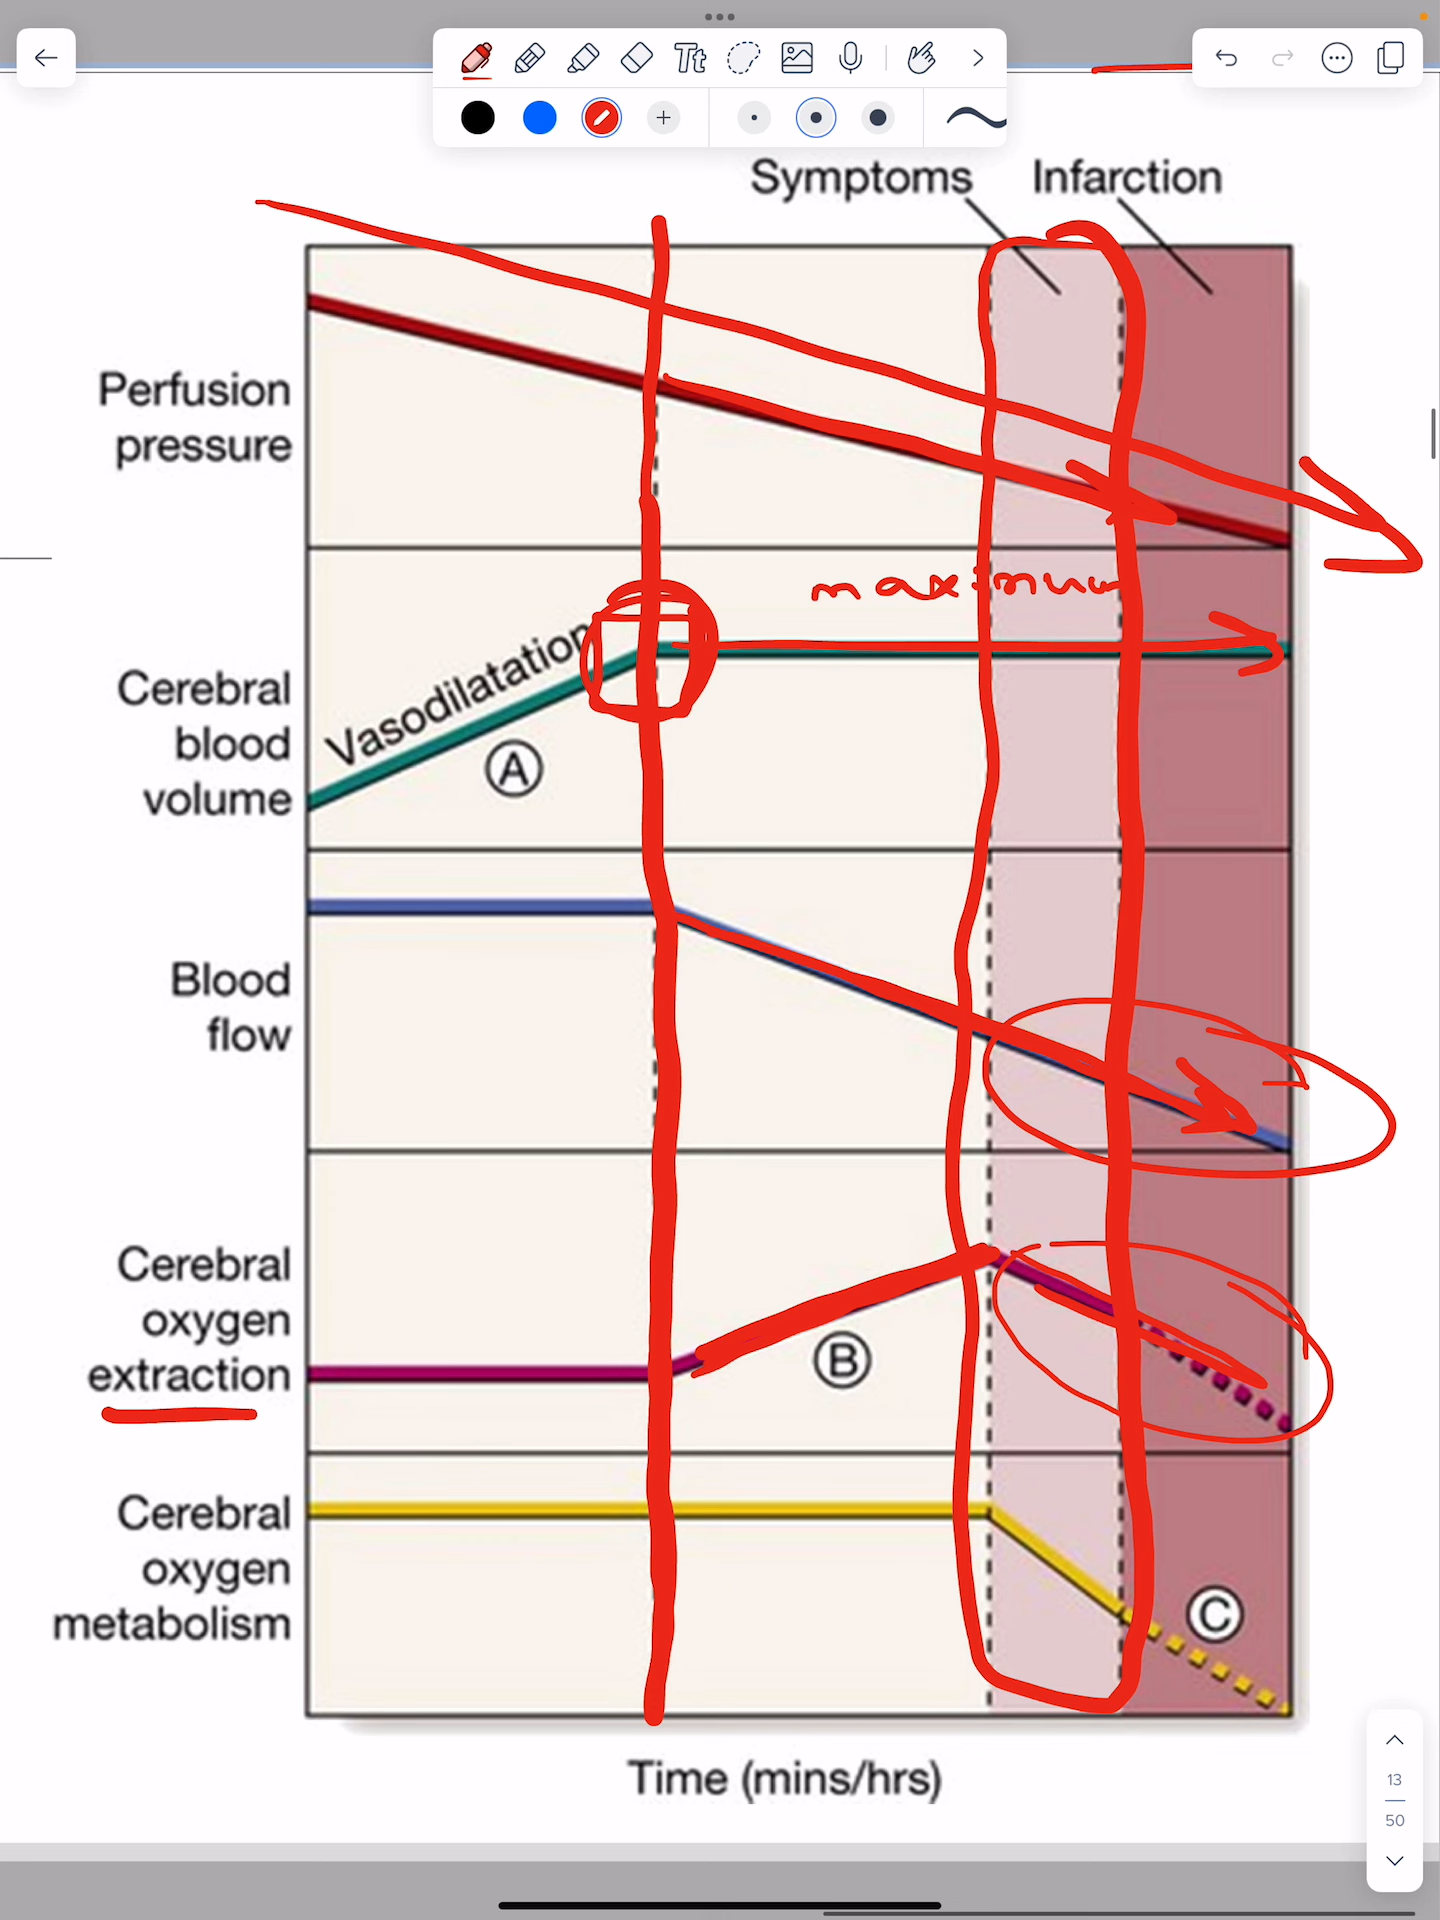 Tt
Symptoms Infarction
Perfusion
pressure
maximum
Vasodilatation
A
Cerebral
blood
volume
Blood
flow
Cerebral
oxygen
extraction
B
Cerebral
oxygen
metabolism
C
Time (mins/hrs)
13
50